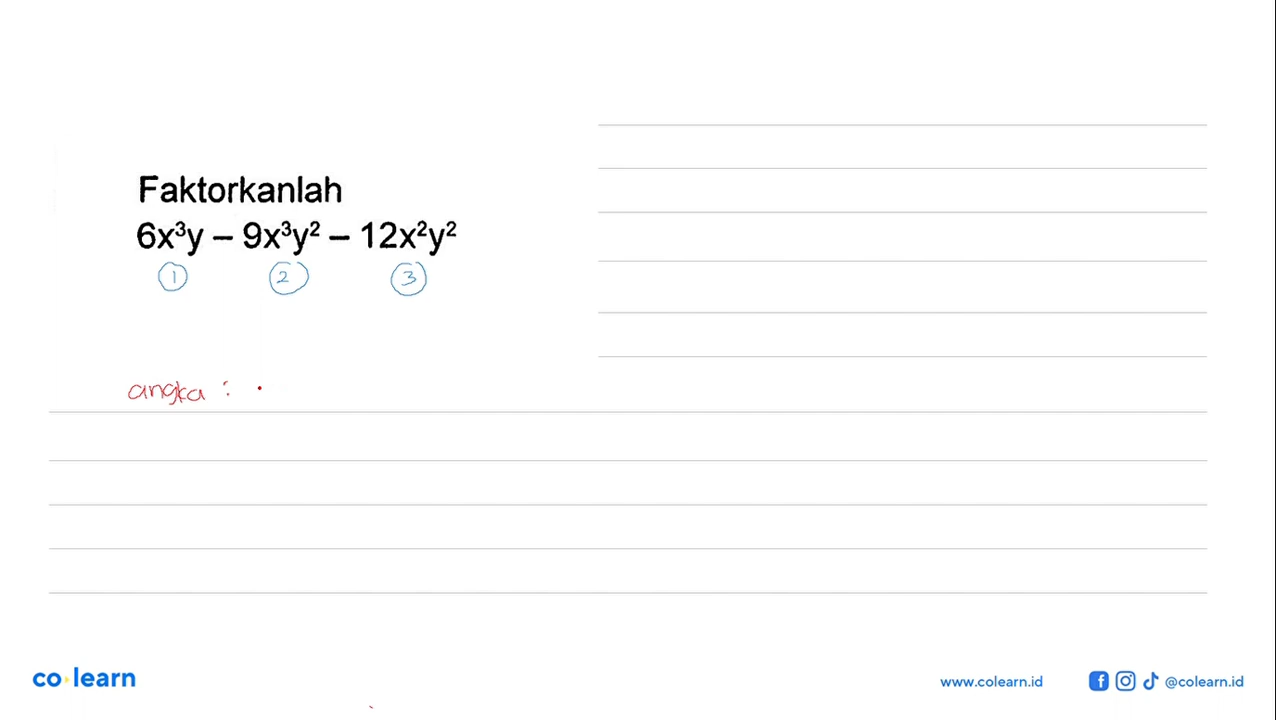 Faktorkanlah
6x³y – 9x³y² – 12x²y²
1 2 3
angka :
co learn
www.colearn.id @colearn.id